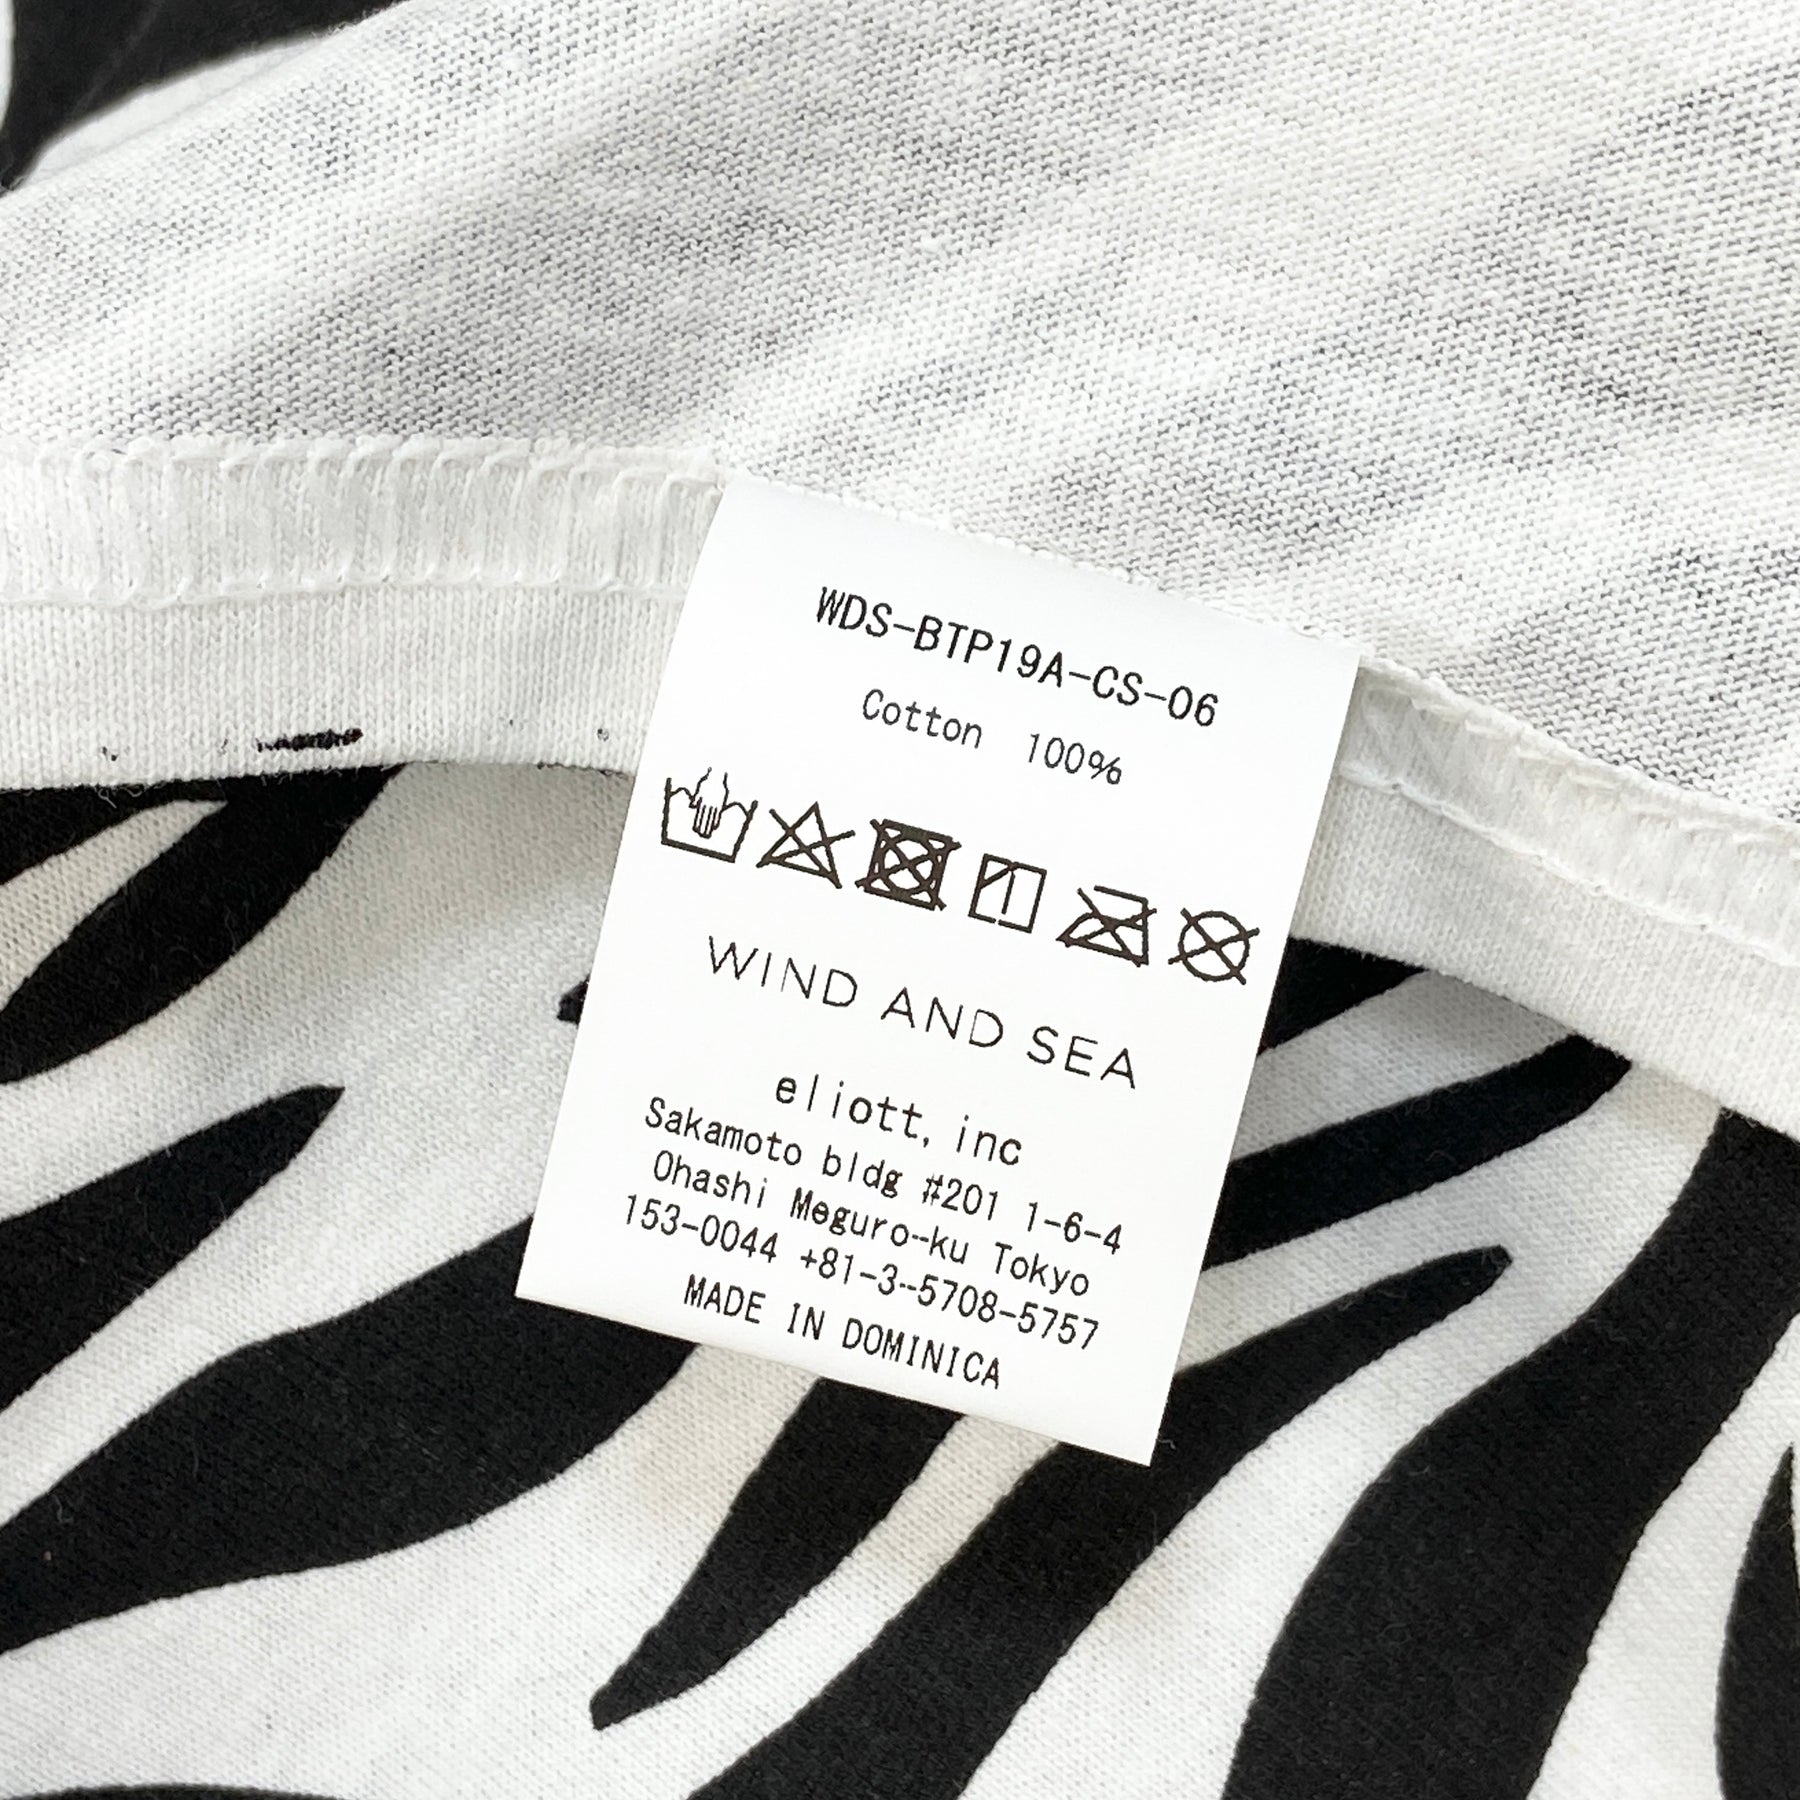 WDS-BTP19A-CS-06
Cotton 100%
WIND AND SEA
eliott, inc
Sakamoto bldg #201 1-6-4
Ohashi Meguro-ku Tokyo
153-0044 +81-3-5708-5757
MADE IN DOMINICA